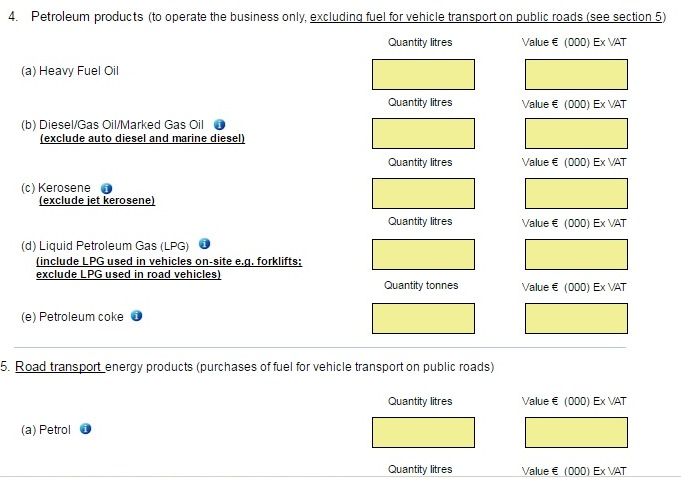 4. Petroleum products (to operate the business only, excluding fuel for vehicle transport on public roads (see section 5)
Quantity litres Value € (000) Ex VAT
(a) Heavy Fuel Oil
Quantity litres Value € (000) Ex VAT
(b) Diesel/Gas Oil/Marked Gas Oil i
(exclude auto diesel and marine diesel)
Quantity litres Value € (000) Ex VAT
(c) Kerosene i
(exclude jet kerosene)
Quantity litres Value € (000) Ex VAT
(d) Liquid Petroleum Gas (LPG) i
(include LPG used in vehicles on-site e.g. forklifts;
exclude LPG used in road vehicles)
Quantity tonnes Value € (000) Ex VAT
(e) Petroleum coke i
5. Road transport energy products (purchases of fuel for vehicle transport on public roads)
Quantity litres Value € (000) Ex VAT
(a) Petrol i
Quantity litres Value € (000) Ex VAT